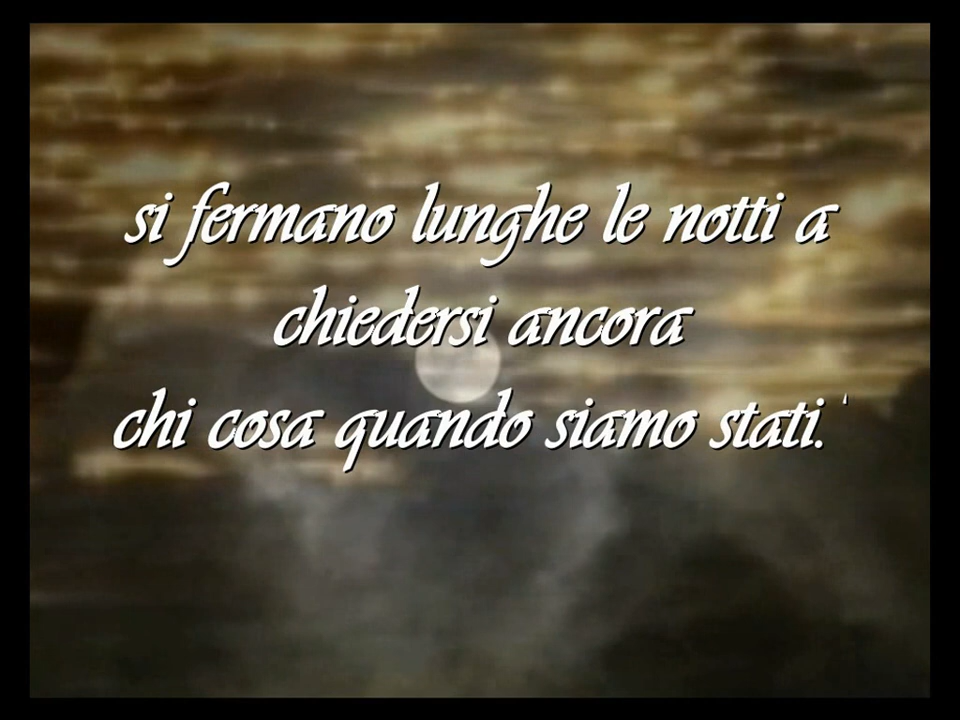 si fermano lunghe le notti a
chiedersi ancora
chi cosa quando siamo stati.‘